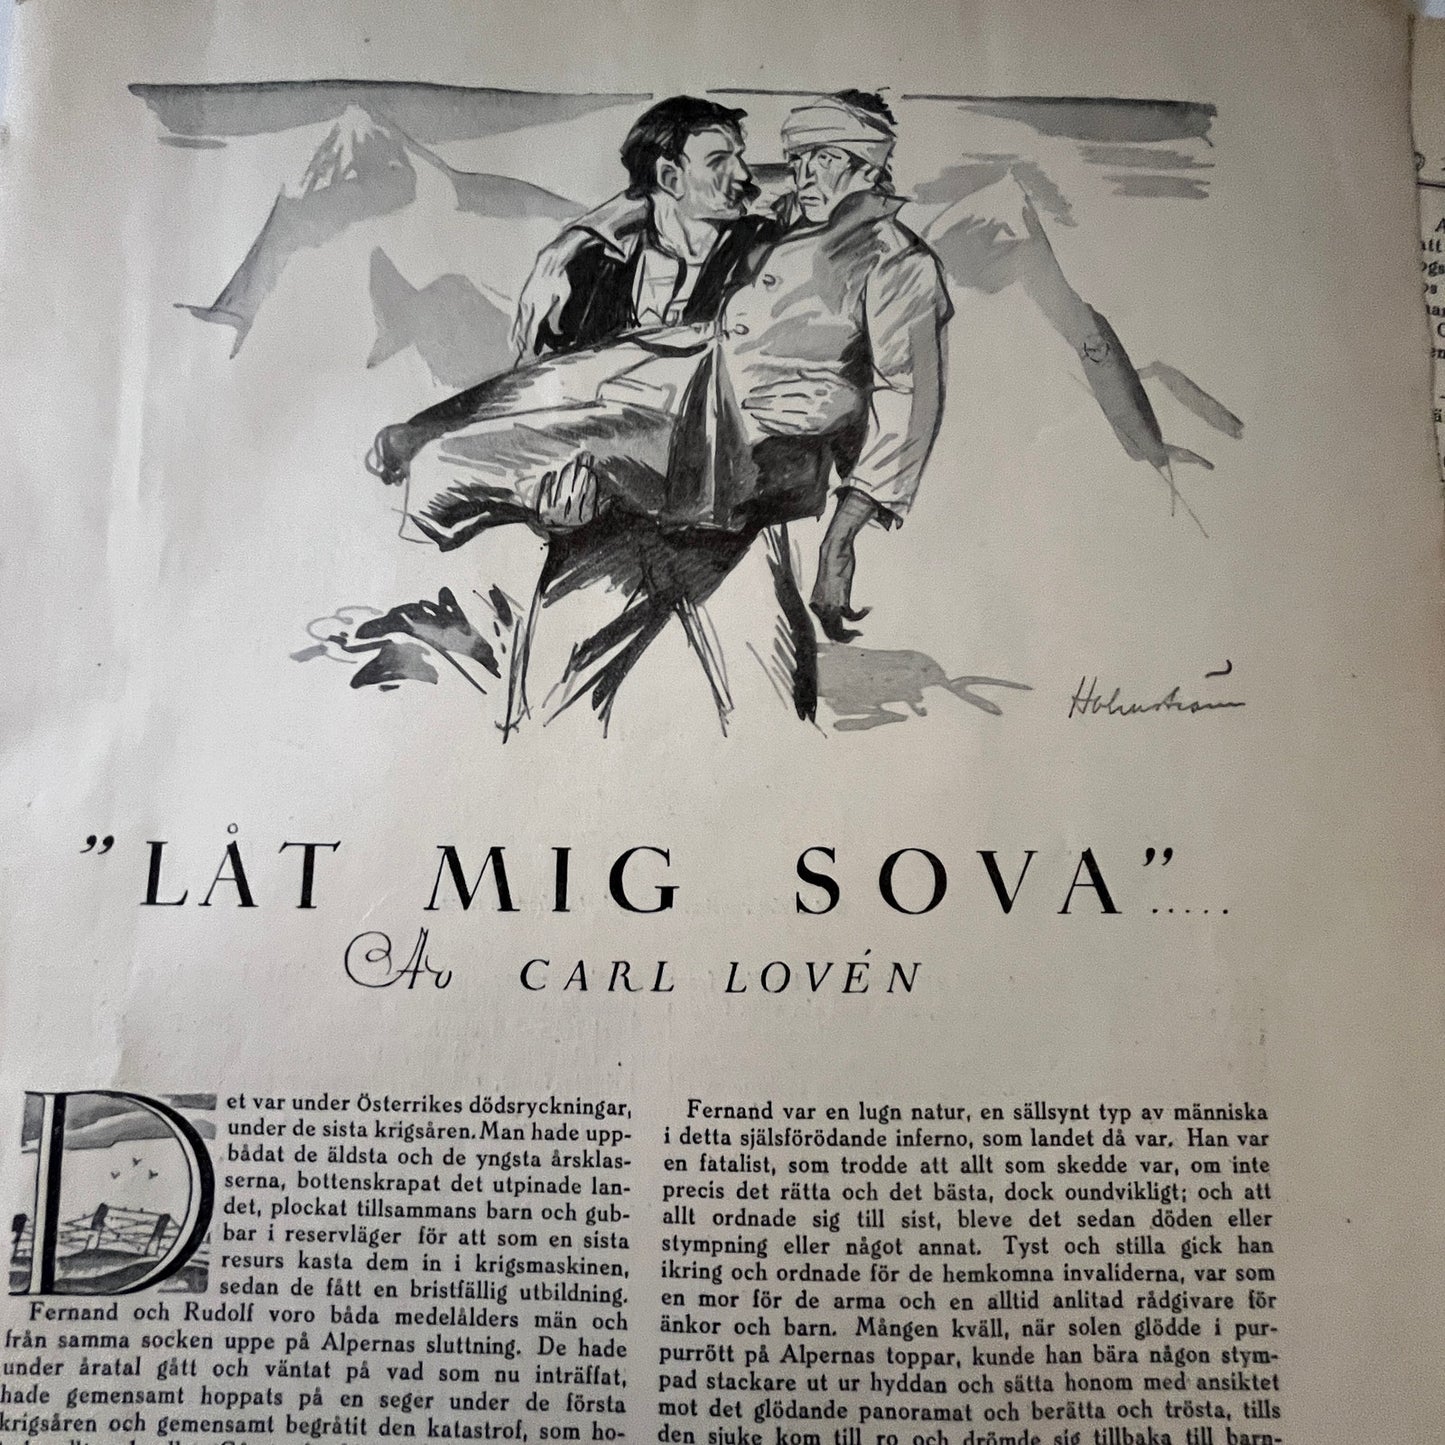 Holmström
"LÅT MIG SOVA".....
Av CARL LOVÉN
Det var under Österrikes dödsryckningar,
under de sista krigsåren. Man hade upp-
bådat de äldsta och de yngsta årsklas-
serna, bottenskrapat det utpinade lan-
det, plockat tillsammans barn och gub-
bar i reservläger för att som en sista
resurs kasta dem in i krigsmaskinen,
sedan de fått en bristfällig utbildning.
Fernand och Rudolf voro båda medelålders män och
från samma socken uppe på Alpernas sluttning. De hade
under åratal gått och väntat på vad som nu inträffat,
hade gemensamt hoppats på en seger under de första
krigsåren och gemensamt begråtit den katastrof, som ho-
Fernand var en lugn natur, en sällsynt typ av människa
i detta själsförödande inferno, som landet då var. Han var
en fatalist, som trodde att allt som skedde var, om inte
precis det rätta och det bästa, dock oundvikligt; och att
allt ordnade sig till sist, bleve det sedan döden eller
stympning eller något annat. Tyst och stilla gick han
ikring och ordnade för de hemkomna invaliderna, var som
en mor för de arma och en alltid anlitad rådgivare för
änkor och barn. Mången kväll, när solen glödde i pur-
purrött på Alpernas toppar, kunde han bära någon stym-
pad stackare ut ur hyddan och sätta honom med ansiktet
mot det glödande panoramat och berätta och trösta, tills
den sjuke kom till ro och drömde sig tillbaka till barn-